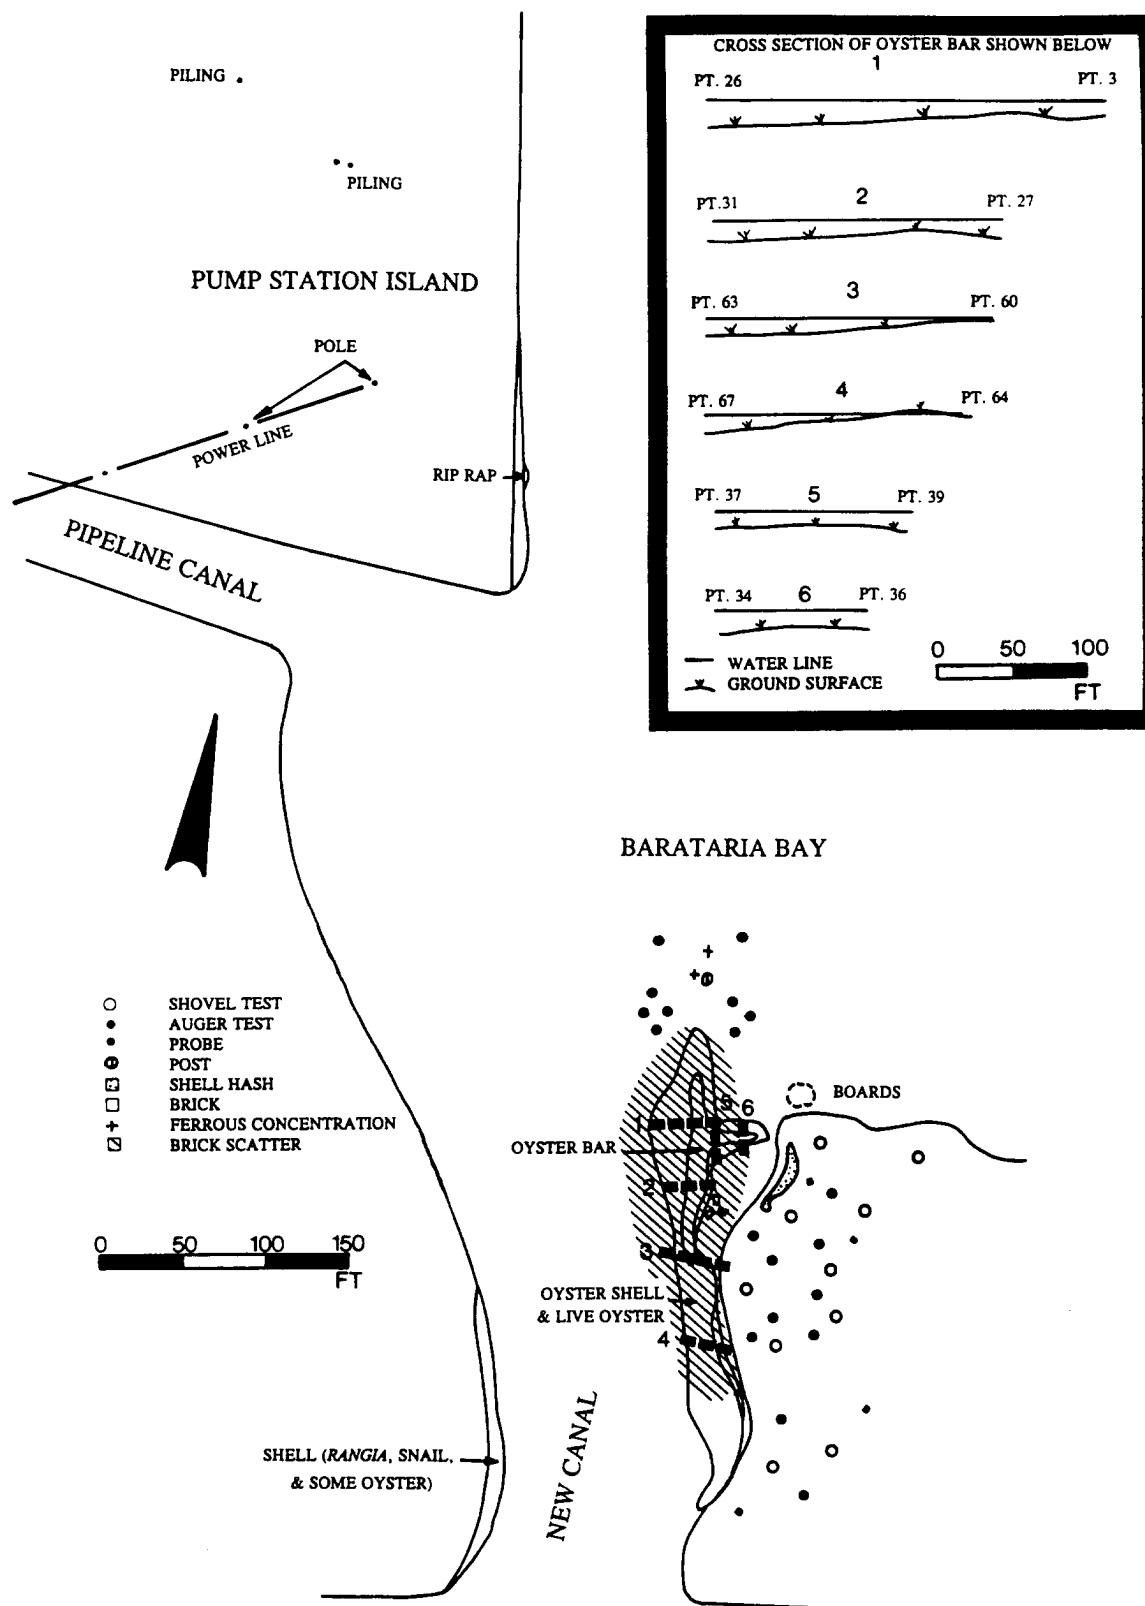 CROSS SECTION OF OYSTER BAR SHOWN BELOW
1
PT. 26
PT. 3
2
PT.31
PT. 27
3
PT. 63
PT. 60
4
PT. 67
PT. 64
5
PT. 37
PT. 39
6
PT. 34
PT. 36
WATER LINE
GROUND SURFACE
0 50 100
FT
PILING
PILING
PUMP STATION ISLAND
POLE
POWER LINE
RIP RAP
PIPELINE CANAL
BARATARIA BAY
SHOVEL TEST
AUGER TEST
PROBE
POST
SHELL HASH
BRICK
FERROUS CONCENTRATION
BRICK SCATTER
0 50 100 150
FT
BOARDS
5
6
1
OYSTER BAR
2
3
OYSTER SHELL
& LIVE OYSTER
4
SHELL (RANGIA, SNAIL,
& SOME OYSTER)
NEW CANAL